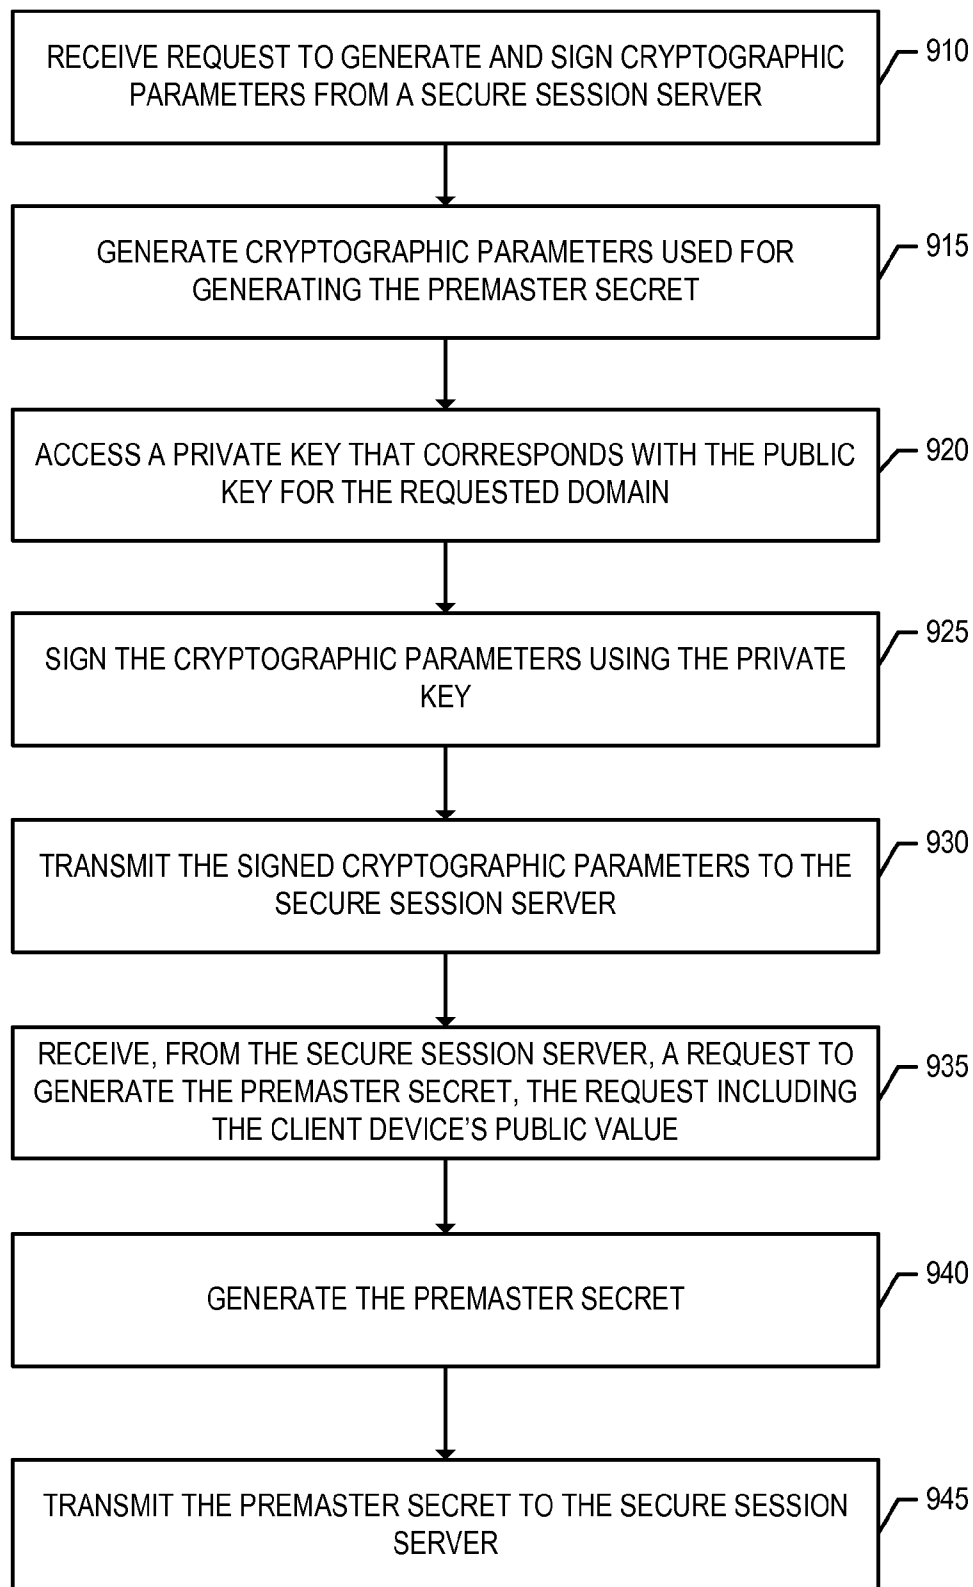 RECEIVE REQUEST TO GENERATE AND SIGN CRYPTOGRAPHIC
PARAMETERS FROM A SECURE SESSION SERVER
910
GENERATE CRYPTOGRAPHIC PARAMETERS USED FOR
GENERATING THE PREMASTER SECRET
915
ACCESS A PRIVATE KEY THAT CORRESPONDS WITH THE PUBLIC
KEY FOR THE REQUESTED DOMAIN
920
SIGN THE CRYPTOGRAPHIC PARAMETERS USING THE PRIVATE
KEY
925
TRANSMIT THE SIGNED CRYPTOGRAPHIC PARAMETERS TO THE
SECURE SESSION SERVER
930
RECEIVE, FROM THE SECURE SESSION SERVER, A REQUEST TO
GENERATE THE PREMASTER SECRET, THE REQUEST INCLUDING
THE CLIENT DEVICE'S PUBLIC VALUE
935
GENERATE THE PREMASTER SECRET
940
TRANSMIT THE PREMASTER SECRET TO THE SECURE SESSION
SERVER
945